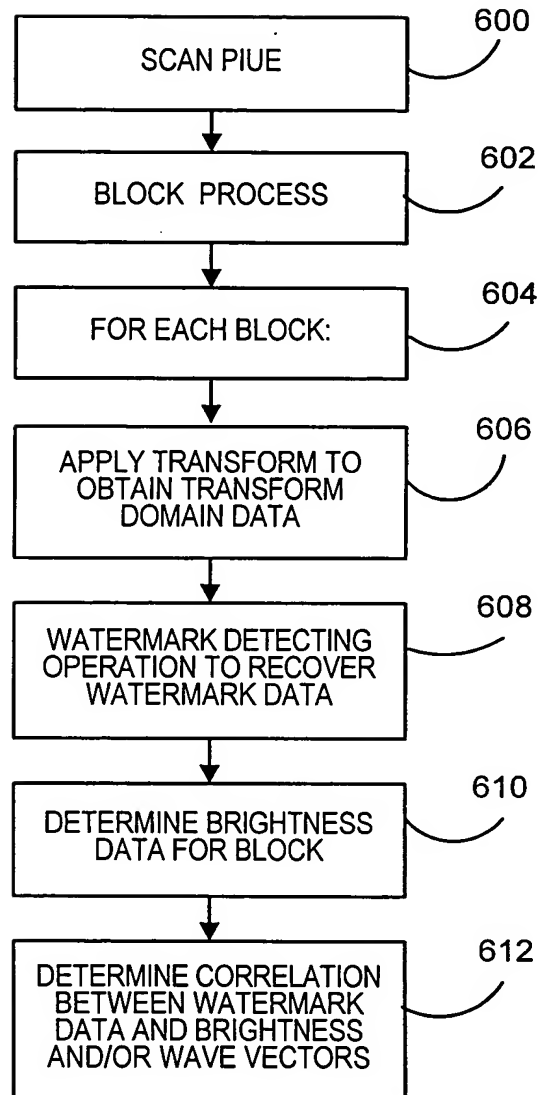 600
SCAN PIUE
602
BLOCK PROCESS
604
FOR EACH BLOCK:
606
APPLY TRANSFORM TO
OBTAIN TRANSFORM
DOMAIN DATA
608
WATERMARK DETECTING
OPERATION TO RECOVER
WATERMARK DATA
610
DETERMINE BRIGHTNESS
DATA FOR BLOCK
612
DETERMINE CORRELATION
BETWEEN WATERMARK
DATA AND BRIGHTNESS
AND/OR WAVE VECTORS